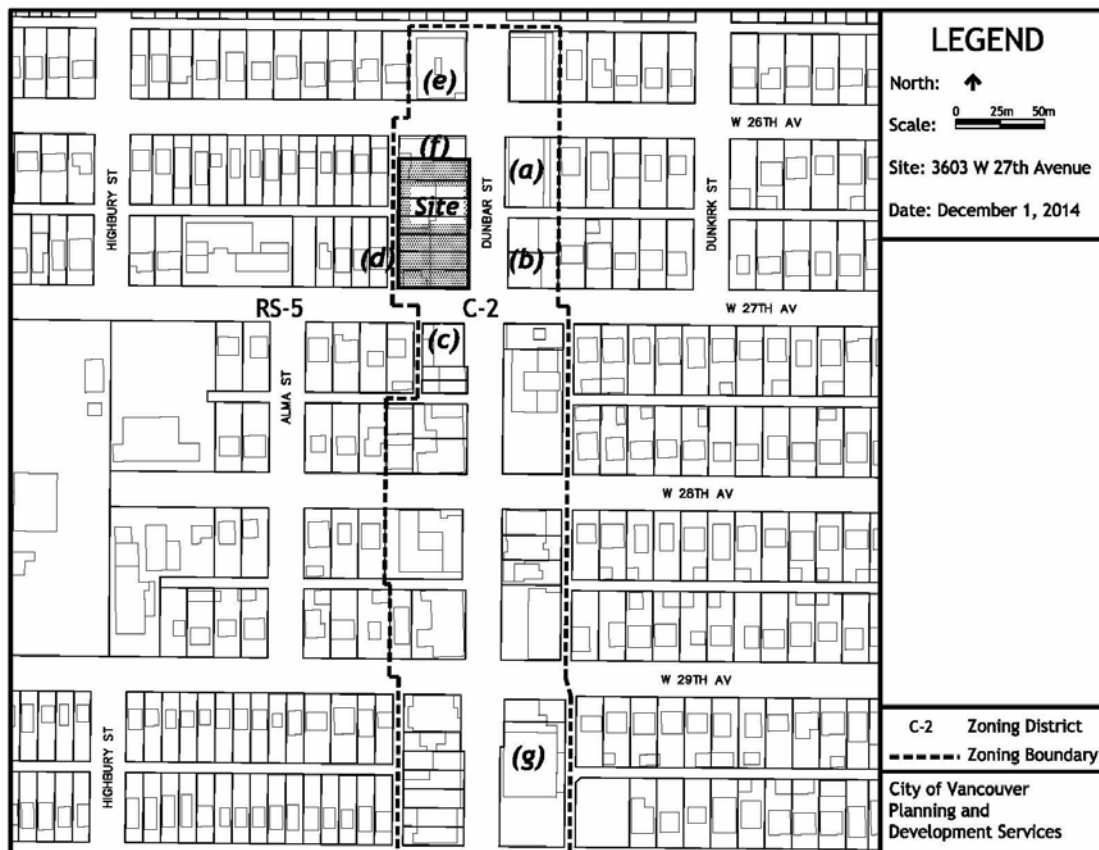 LEGEND
North:
Scale: 0 25m 50m
Site: 3603 W 27th Avenue
Date: December 1, 2014
(e)
W 26TH AV
(f)
(a)
Site
HIGHBURY ST
DUNBAR ST
DUNKIRK ST
(d)
(b)
RS-5
C-2
W 27TH AV
(c)
ALMA ST
W 28TH AV
W 29TH AV
HIGHBURY ST
(g)
C-2 Zoning District
Zoning Boundary
City of Vancouver
Planning and
Development Services